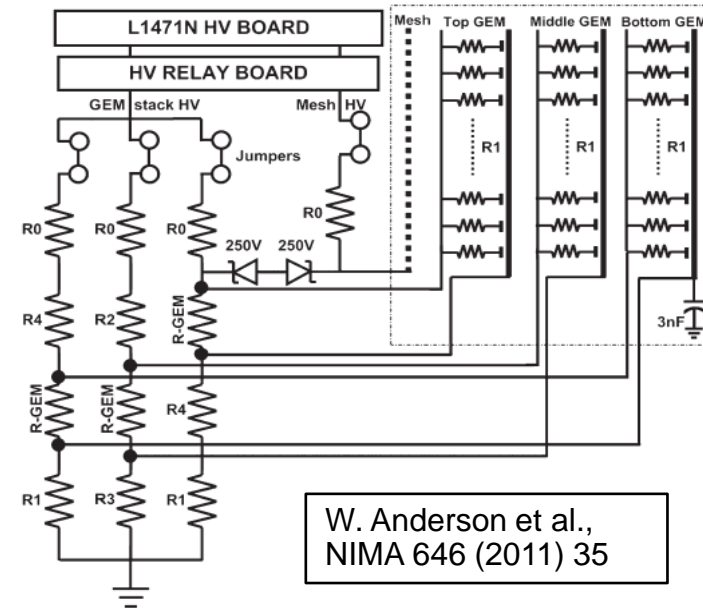 L1471N HV BOARD
HV RELAY BOARD
GEM stack HV
Mesh HV
Jumpers
Mesh Top GEM Middle GEM Bottom GEM
R1 R1 R1
R0
R0 R0 R0
250V 250V
R4 R2 R-GEM
3nF
R-GEM R-GEM R4
R1 R3 R1
W. Anderson et al.,
NIMA 646 (2011) 35